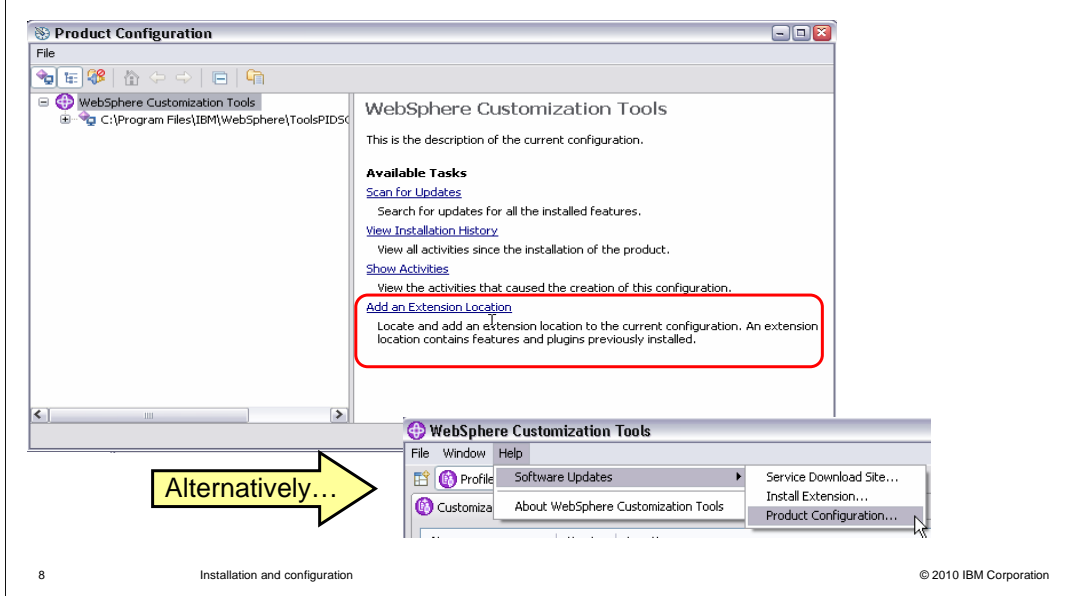 Product Configuration
File
WebSphere Customization Tools
C:\Program Files\IBM\WebSphere\ToolsPIDS
WebSphere Customization Tools
This is the description of the current configuration.
Available Tasks
Scan for Updates
Search for updates for all the installed features.
View Installation History
View all activities since the installation of the product.
Show Activities
View the activities that caused the creation of this configuration.
Add an Extension Location
Locate and add an extension location to the current configuration. An extension
location contains features and plugins previously installed.
Alternatively…
WebSphere Customization Tools
File Window Help
Profile
Customiza
Software Updates
About WebSphere Customization Tools
Service Download Site...
Install Extension...
Product Configuration...
8 Installation and configuration © 2010 IBM Corporation